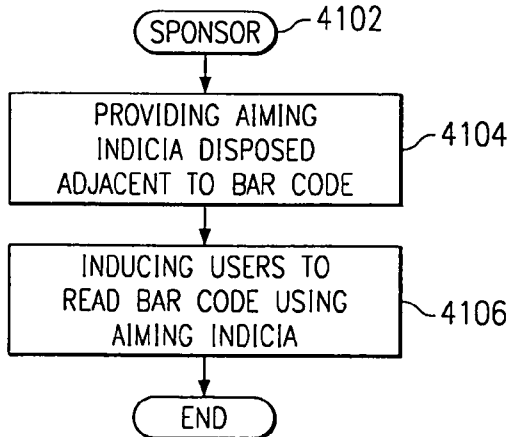 SPONSOR
4102
PROVIDING AIMING
INDICIA DISPOSED
ADJACENT TO BAR CODE
4104
INDUCING USERS TO
READ BAR CODE USING
AIMING INDICIA
4106
END